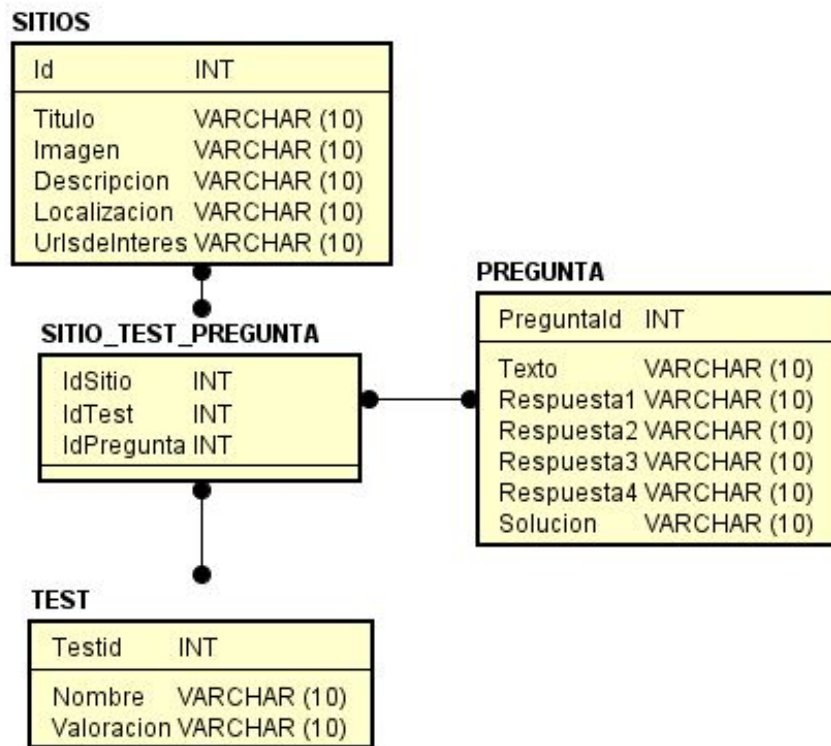 SITIOS
Id INT
Titulo VARCHAR (10)
Imagen VARCHAR (10)
Descripcion VARCHAR (10)
Localizacion VARCHAR (10)
UrlsdeInteres VARCHAR (10)
SITIO_TEST_PREGUNTA
IdSitio INT
IdTest INT
IdPregunta INT
PREGUNTA
PreguntaId INT
Texto VARCHAR (10)
Respuesta1 VARCHAR (10)
Respuesta2 VARCHAR (10)
Respuesta3 VARCHAR (10)
Respuesta4 VARCHAR (10)
Solucion VARCHAR (10)
TEST
Testid INT
Nombre VARCHAR (10)
Valoracion VARCHAR (10)